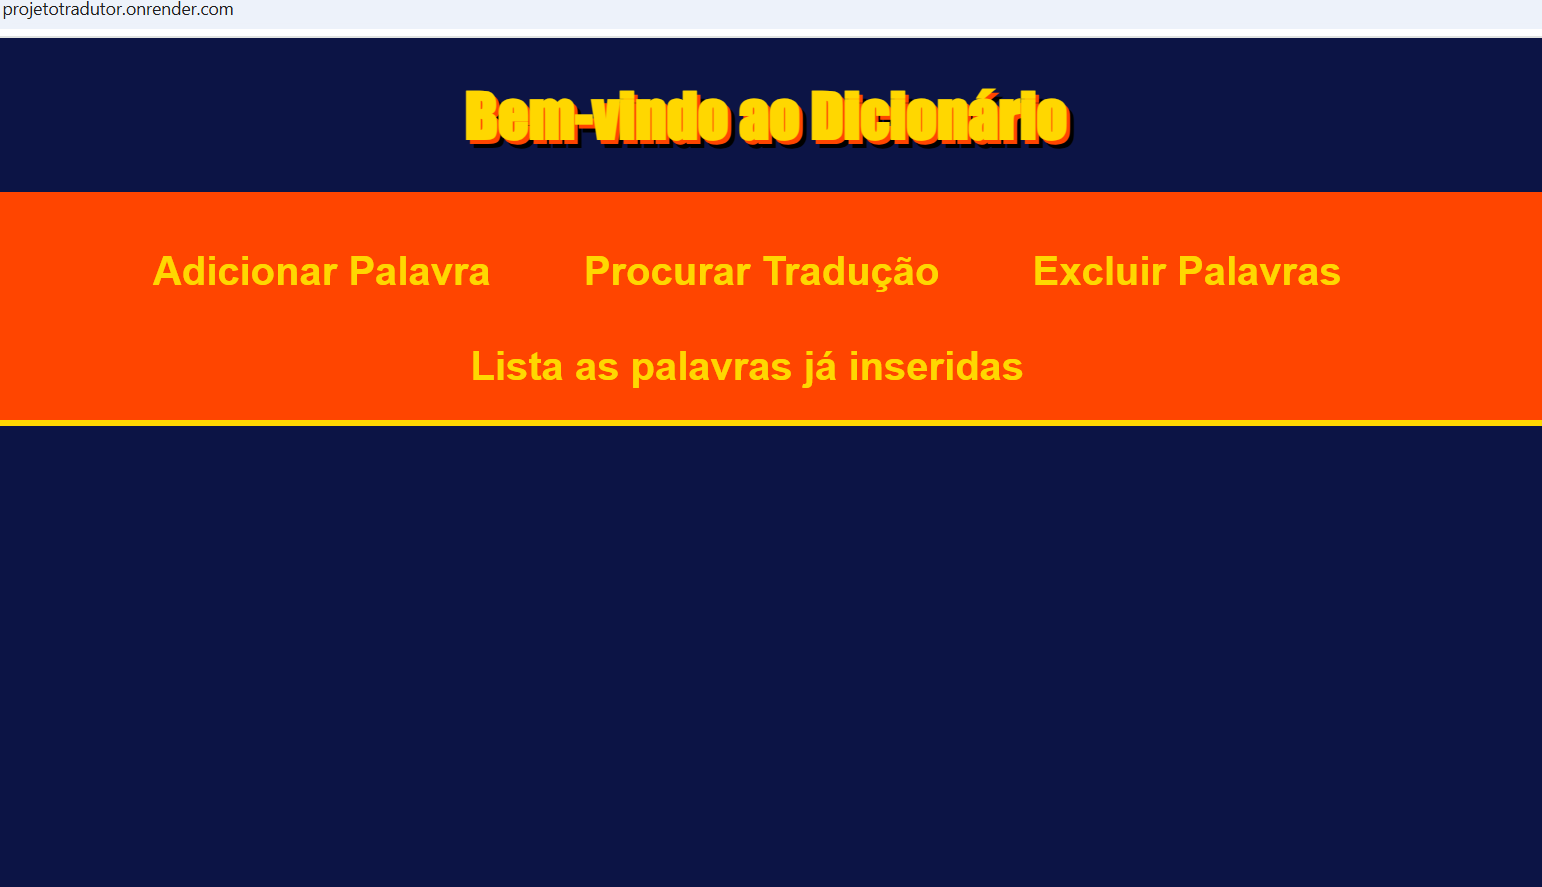 projetotradutor.onrender.com
Bem-vindo ao Dicionário
Adicionar Palavra Procurar Tradução Excluir Palavras
Lista as palavras já inseridas